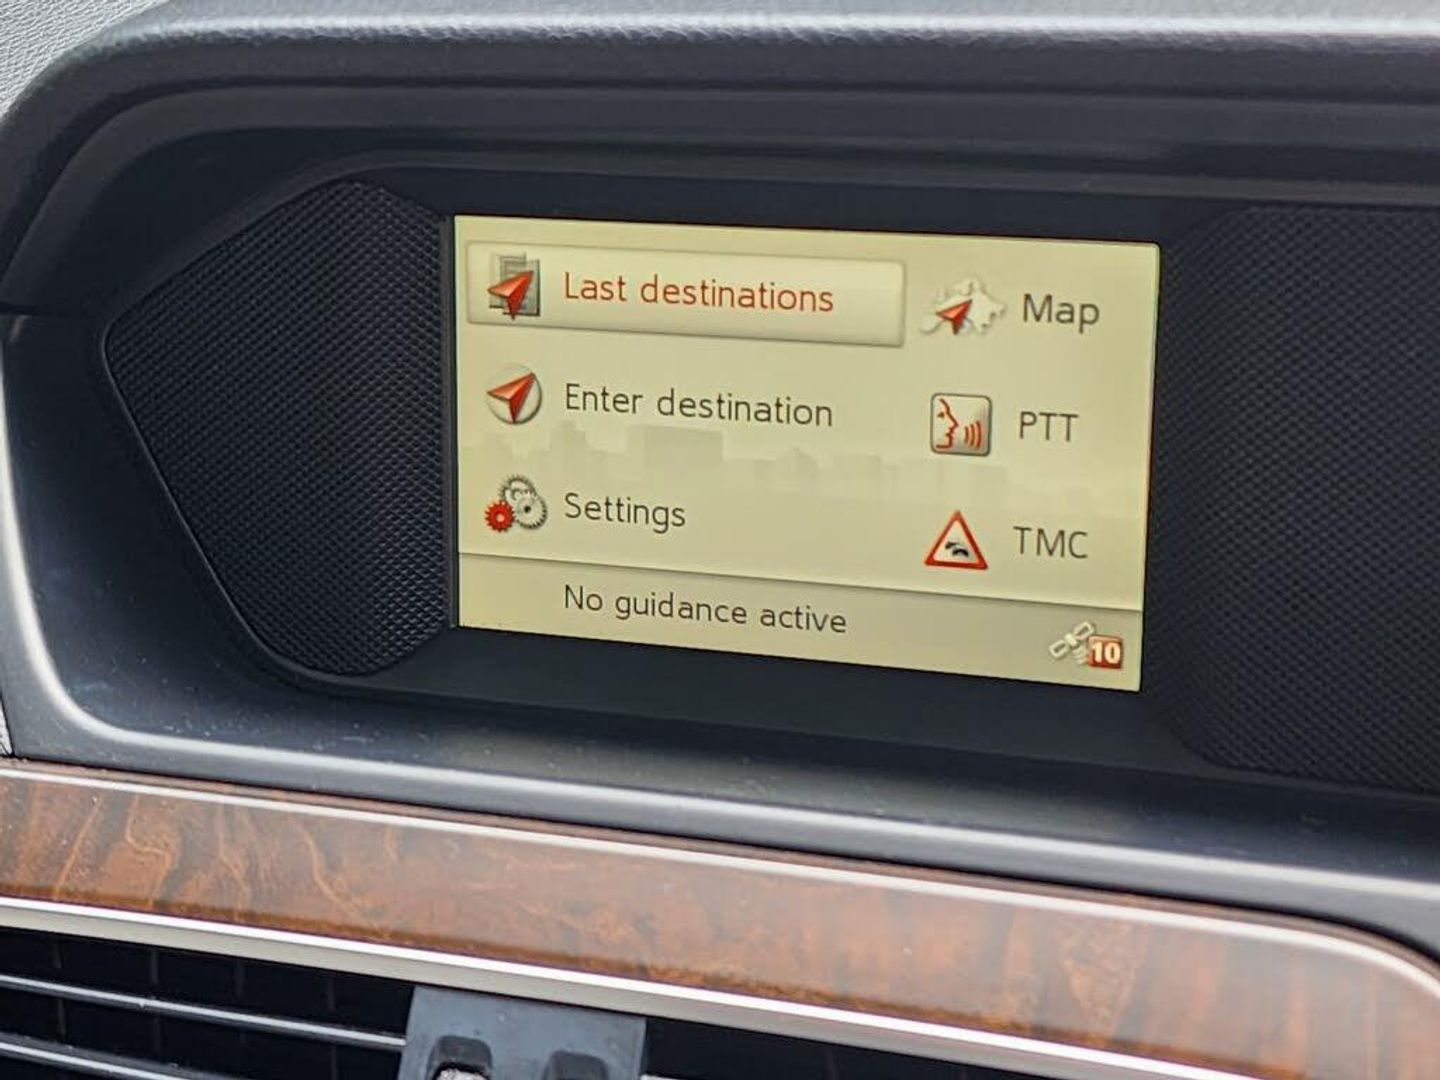 Last destinations
Map
Enter destination
PTT
Settings
TMC
No guidance active
10